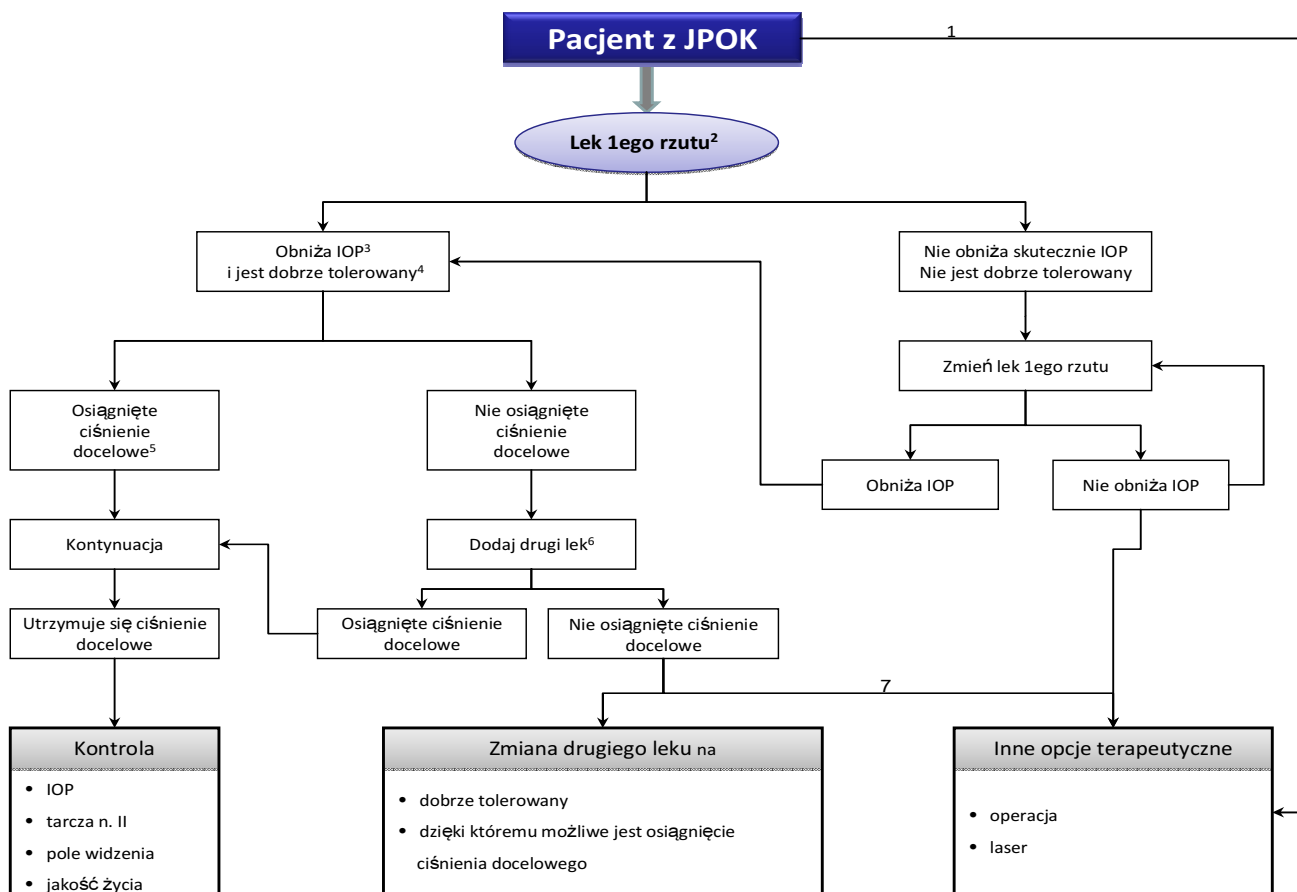 Pacjent z JPOK
1
Lek 1ego rzutu²
Obniża IOP³
i jest dobrze tolerowany⁴
Nie obniża skutecznie IOP
Nie jest dobrze tolerowany
Zmień lek 1ego rzutu
Osiągnięte
ciśnienie
docelowe⁵
Nie osiągnięte
ciśnienie
docelowe
Obniża IOP
Nie obniża IOP
Kontynuacja
Dodaj drugi lek⁶
Utrzymuje się ciśnienie
docelowe
Osiągnięte ciśnienie
docelowe
Nie osiągnięte ciśnienie
docelowe
7
Kontrola
• IOP
• tarcza n. II
• pole widzenia
• jakość życia
Zmiana drugiego leku na
• dobrze tolerowany
• dzięki któremu możliwe jest osiągnięcie
ciśnienia docelowego
Inne opcje terapeutyczne
• operacja
• laser